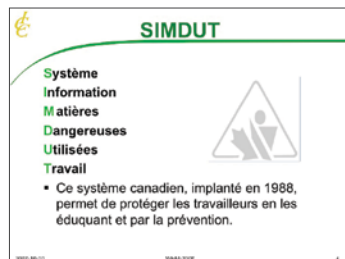 SIMDUT
Système
Information
Matières
Dangereuses
Utilisées
Travail
▪ Ce système canadien, implanté en 1988,
permet de protéger les travailleurs en les
éduquant et par la prévention.